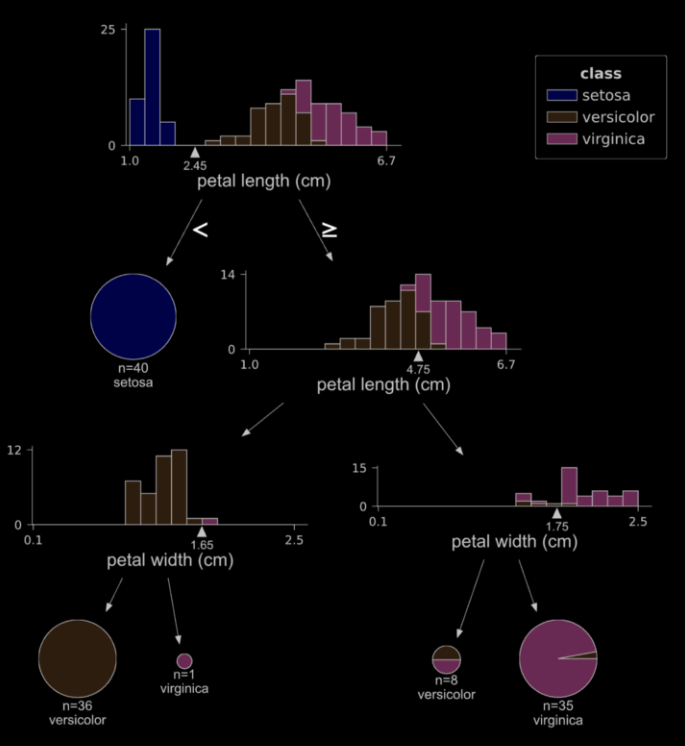 25
0
1.0
2.45
6.7
petal length (cm)
class
setosa
versicolor
virginica
<
≥
n=40
setosa
14
0
1.0
4.75
6.7
petal length (cm)
12
0
0.1
1.65
2.5
petal width (cm)
15
0
0.1
1.75
2.5
petal width (cm)
n=36
versicolor
n=1
virginica
n=8
versicolor
n=35
virginica